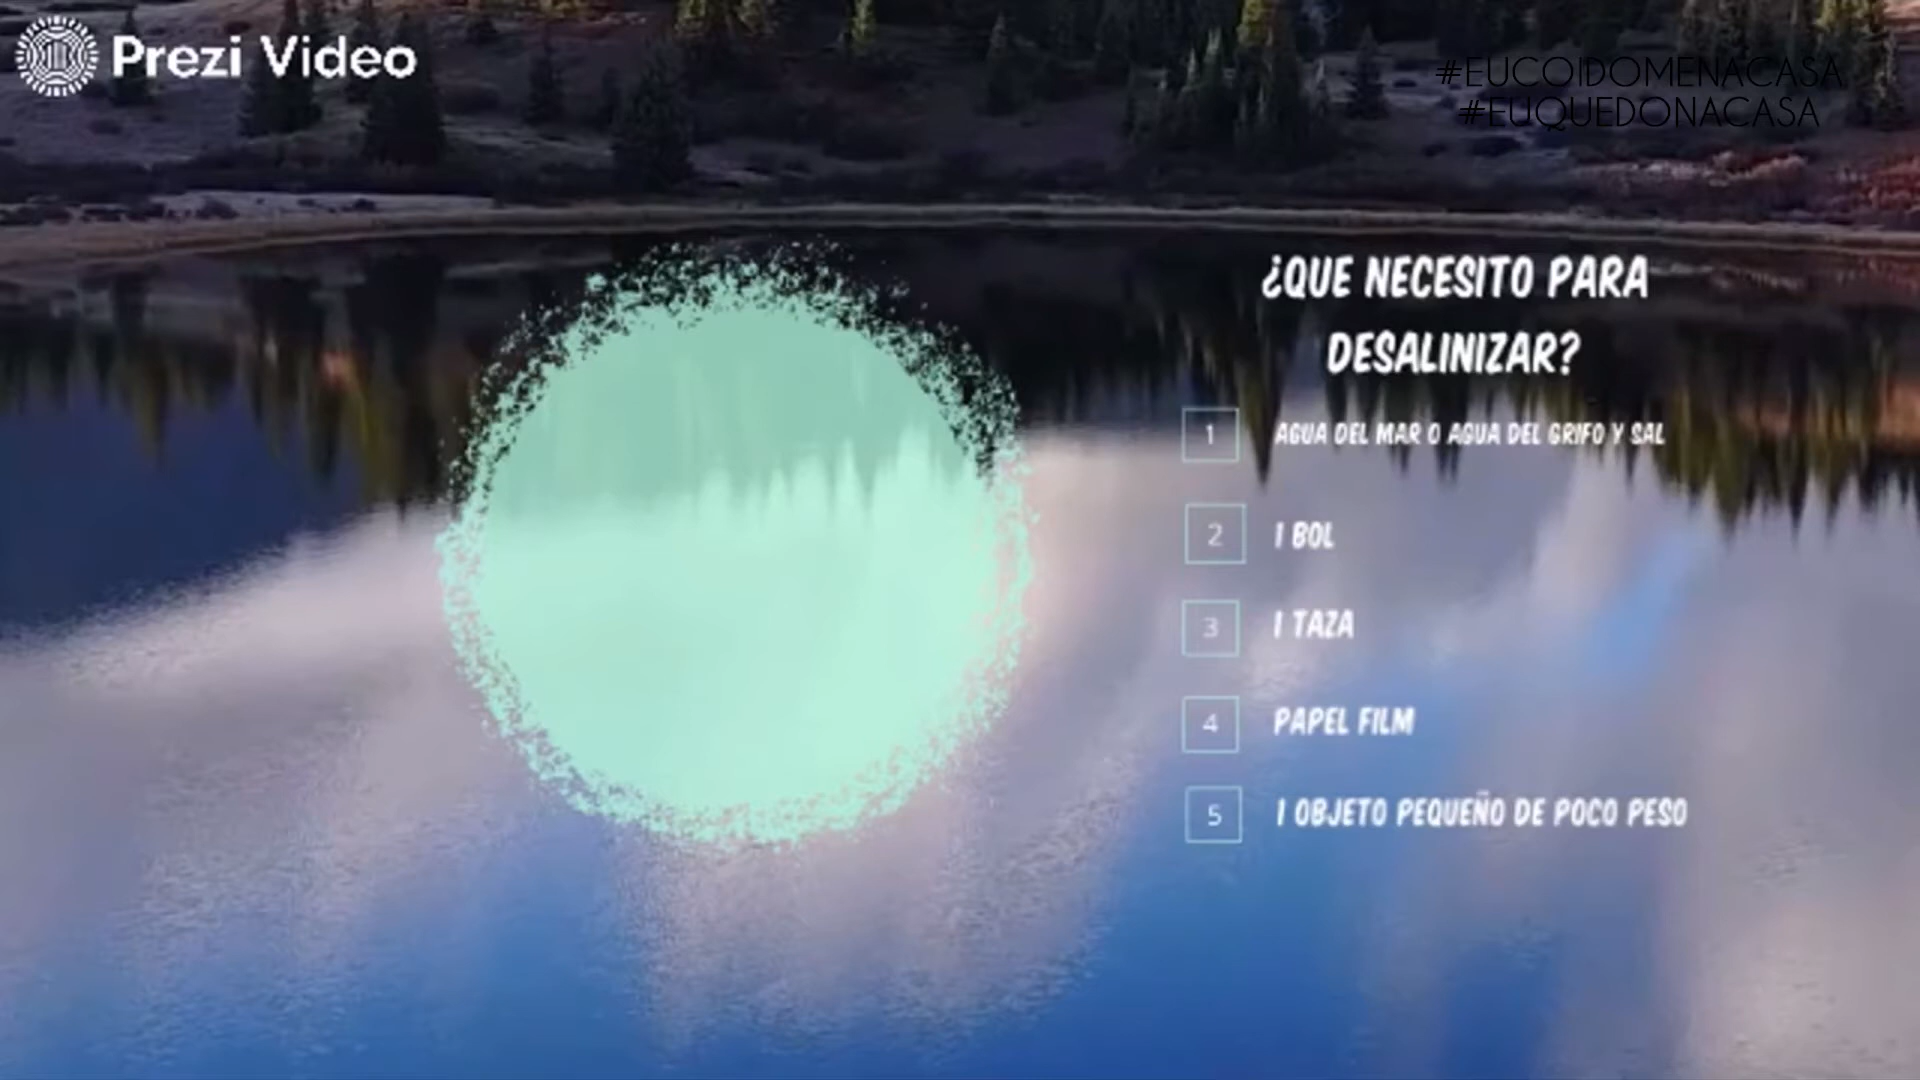 Prezi Video
#EUCOIDOMENACASA
#EUQUEDONACASA
¿QUE NECESITO PARA
DESALINIZAR?
1 AGUA DEL MAR O AGUA DEL GRIFO Y SAL
2 1 BOL
3 1 TAZA
4 PAPEL FILM
5 1 OBJETO PEQUEÑO DE POCO PESO